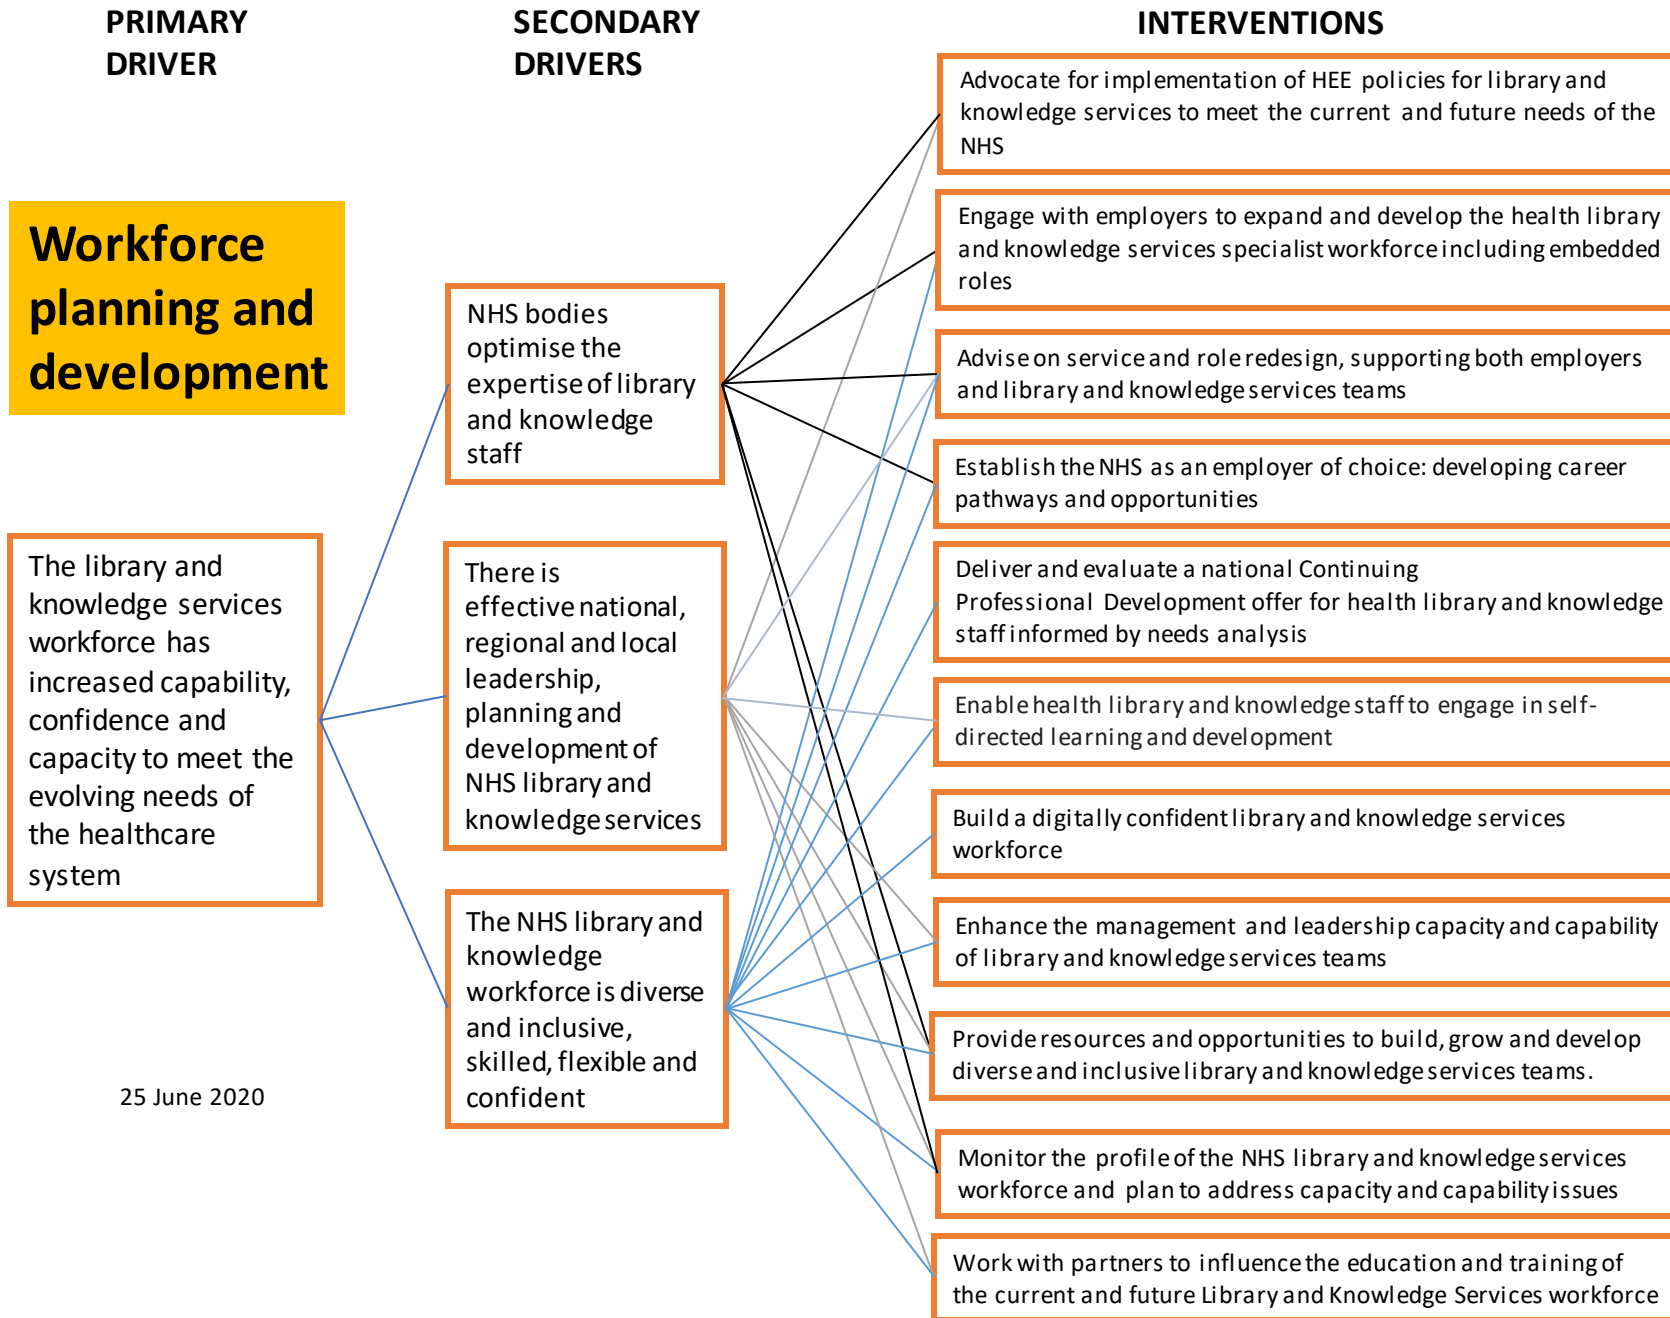 PRIMARY
DRIVER
SECONDARY
DRIVERS
INTERVENTIONS
Workforce
planning and
development
The library and
knowledge services
workforce has
increased capability,
confidence and
capacity to meet the
evolving needs of
the healthcare
system
25 June 2020
NHS bodies
optimise the
expertise of library
and knowledge
staff
There is
effective national,
regional and local
leadership,
planning and
development of
NHS library and
knowledge services
The NHS library and
knowledge
workforce is diverse
and inclusive,
skilled, flexible and
confident
Advocate for implementation of HEE policies for library and
knowledge services to meet the current and future needs of the
NHS
Engage with employers to expand and develop the health library
and knowledge services specialist workforce including embedded
roles
Advise on service and role redesign, supporting both employers
and library and knowledge services teams
Establish the NHS as an employer of choice: developing career
pathways and opportunities
Deliver and evaluate a national Continuing
Professional Development offer for health library and knowledge
staff informed by needs analysis
Enable health library and knowledge staff to engage in self-
directed learning and development
Build a digitally confident library and knowledge services
workforce
Enhance the management and leadership capacity and capability
of library and knowledge services teams
Provide resources and opportunities to build, grow and develop
diverse and inclusive library and knowledge services teams.
Monitor the profile of the NHS library and knowledge services
workforce and plan to address capacity and capability issues
Work with partners to influence the education and training of
the current and future Library and Knowledge Services workforce